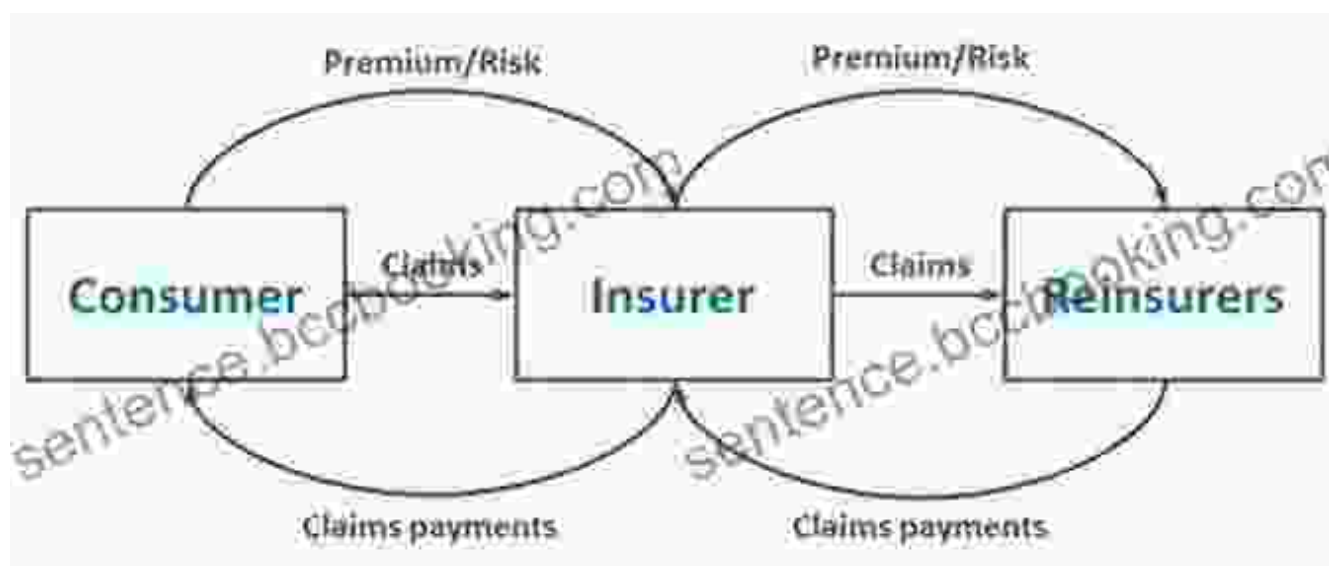 Premium/Risk
Premium/Risk
Claims
Claims
Consumer
Insurer
Reinsurers
Claims payments
Claims payments
sentence.bccbooking.com
sentence.bccbooking.com